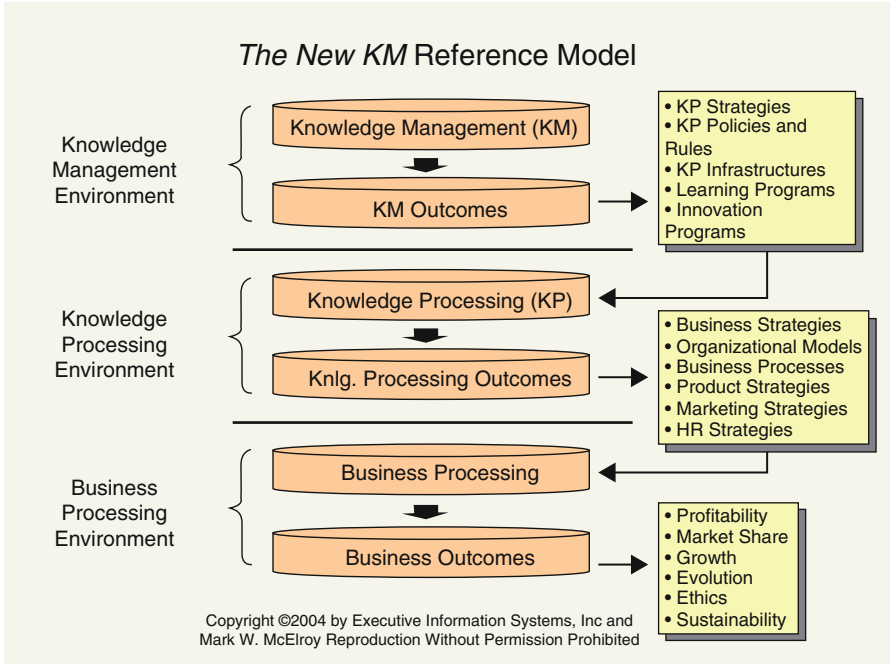 The New KM Reference Model
Knowledge
Management
Environment
Knowledge Management (KM)
KM Outcomes
• KP Strategies
• KP Policies and
Rules
• KP Infrastructures
• Learning Programs
• Innovation
Programs
Knowledge
Processing
Environment
Knowledge Processing (KP)
Knlg. Processing Outcomes
• Business Strategies
• Organizational Models
• Business Processes
• Product Strategies
• Marketing Strategies
• HR Strategies
Business
Processing
Environment
Business Processing
Business Outcomes
• Profitability
• Market Share
• Growth
• Evolution
• Ethics
• Sustainability
Copyright ©2004 by Executive Information Systems, Inc and
Mark W. McElroy Reproduction Without Permission Prohibited